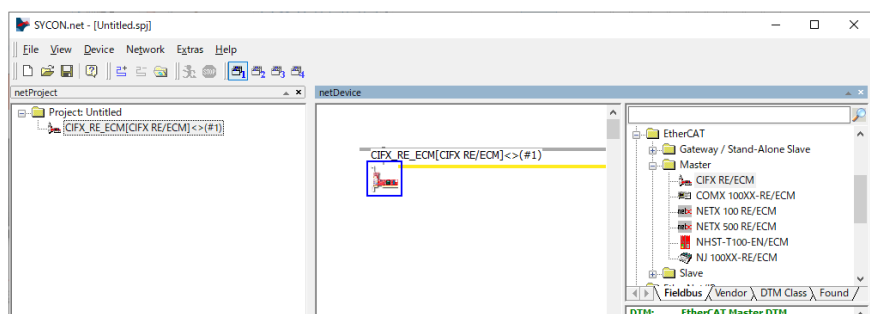 SYCON.net - [Untitled.spj]
File View Device Network Extras Help
netProject
netDevice
Project: Untitled
CIFX_RE_ECM[CIFX RE/ECM]<>(#1)
CIFX_RE_ECM[CIFX RE/ECM]<>(#1)
EtherCAT
Gateway / Stand-Alone Slave
Master
CIFX RE/ECM
COMX 100XX-RE/ECM
NETX 100 RE/ECM
NETX 500 RE/ECM
NHST-T100-EN/ECM
NJ 100XX-RE/ECM
Slave
Fieldbus Vendor DTM Class Found
DTM: EtherCAT Master DTM